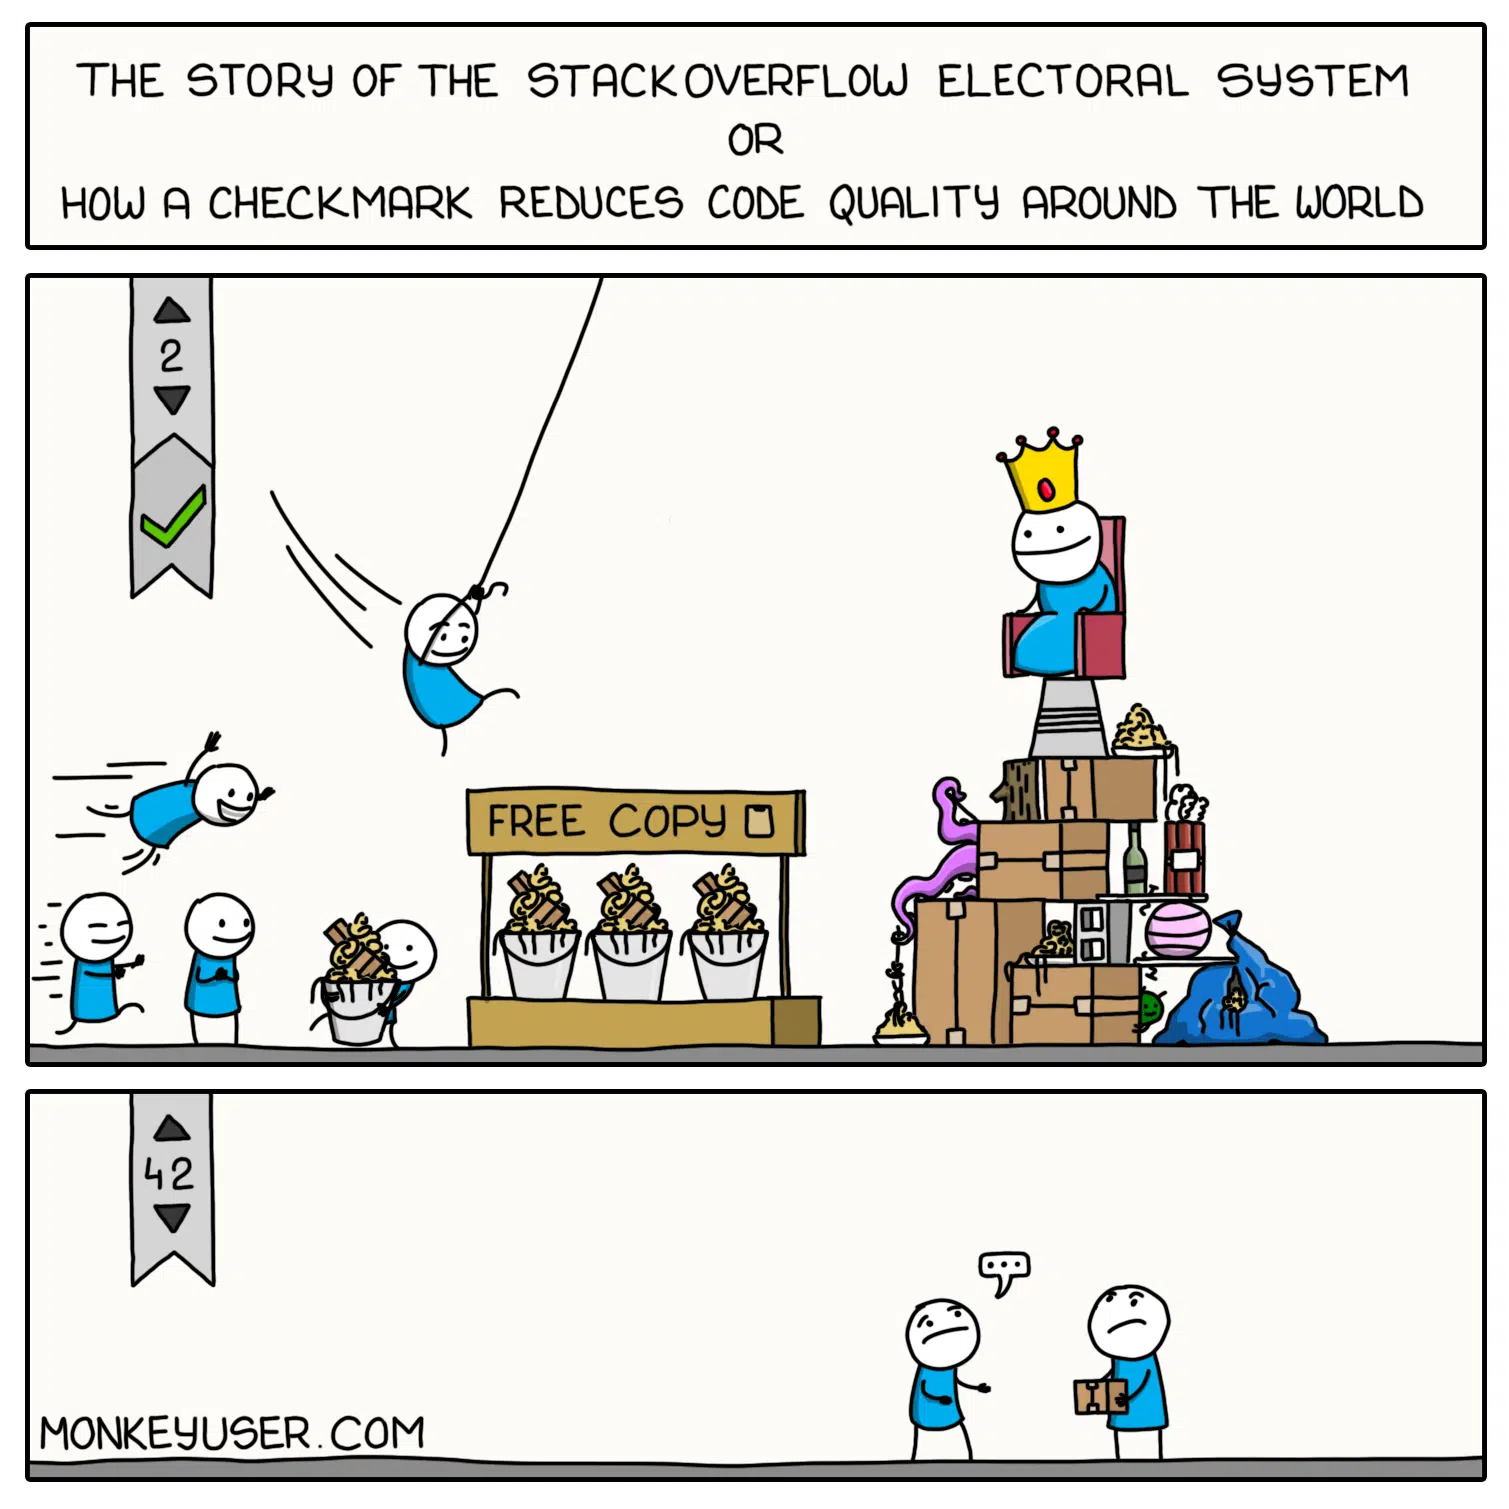 THE STORY OF THE STACKOVERFLOW ELECTORAL SYSTEM
OR
HOW A CHECKMARK REDUCES CODE QUALITY AROUND THE WORLD
2
FREE COPY
42
...
MONKEYUSER.COM